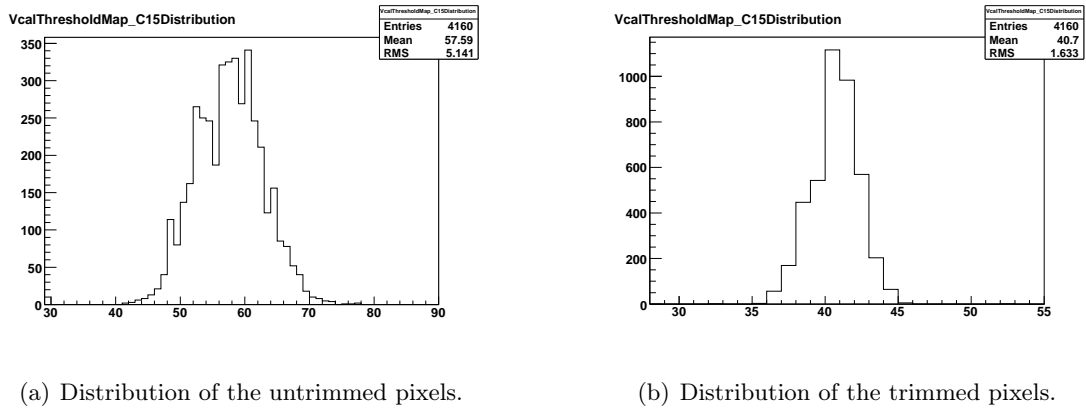 VcalThresholdMap_C15Distribution
VcalThresholdMap_C15Distribution
Entries 4160
Mean 57.59
RMS 5.141
350
300
250
200
150
100
50
0
30 40 50 60 70 80 90
(a) Distribution of the untrimmed pixels.
VcalThresholdMap_C15Distribution
VcalThresholdMap_C15Distribution
Entries 4160
Mean 40.7
RMS 1.633
1000
800
600
400
200
0
30 35 40 45 50 55
(b) Distribution of the trimmed pixels.